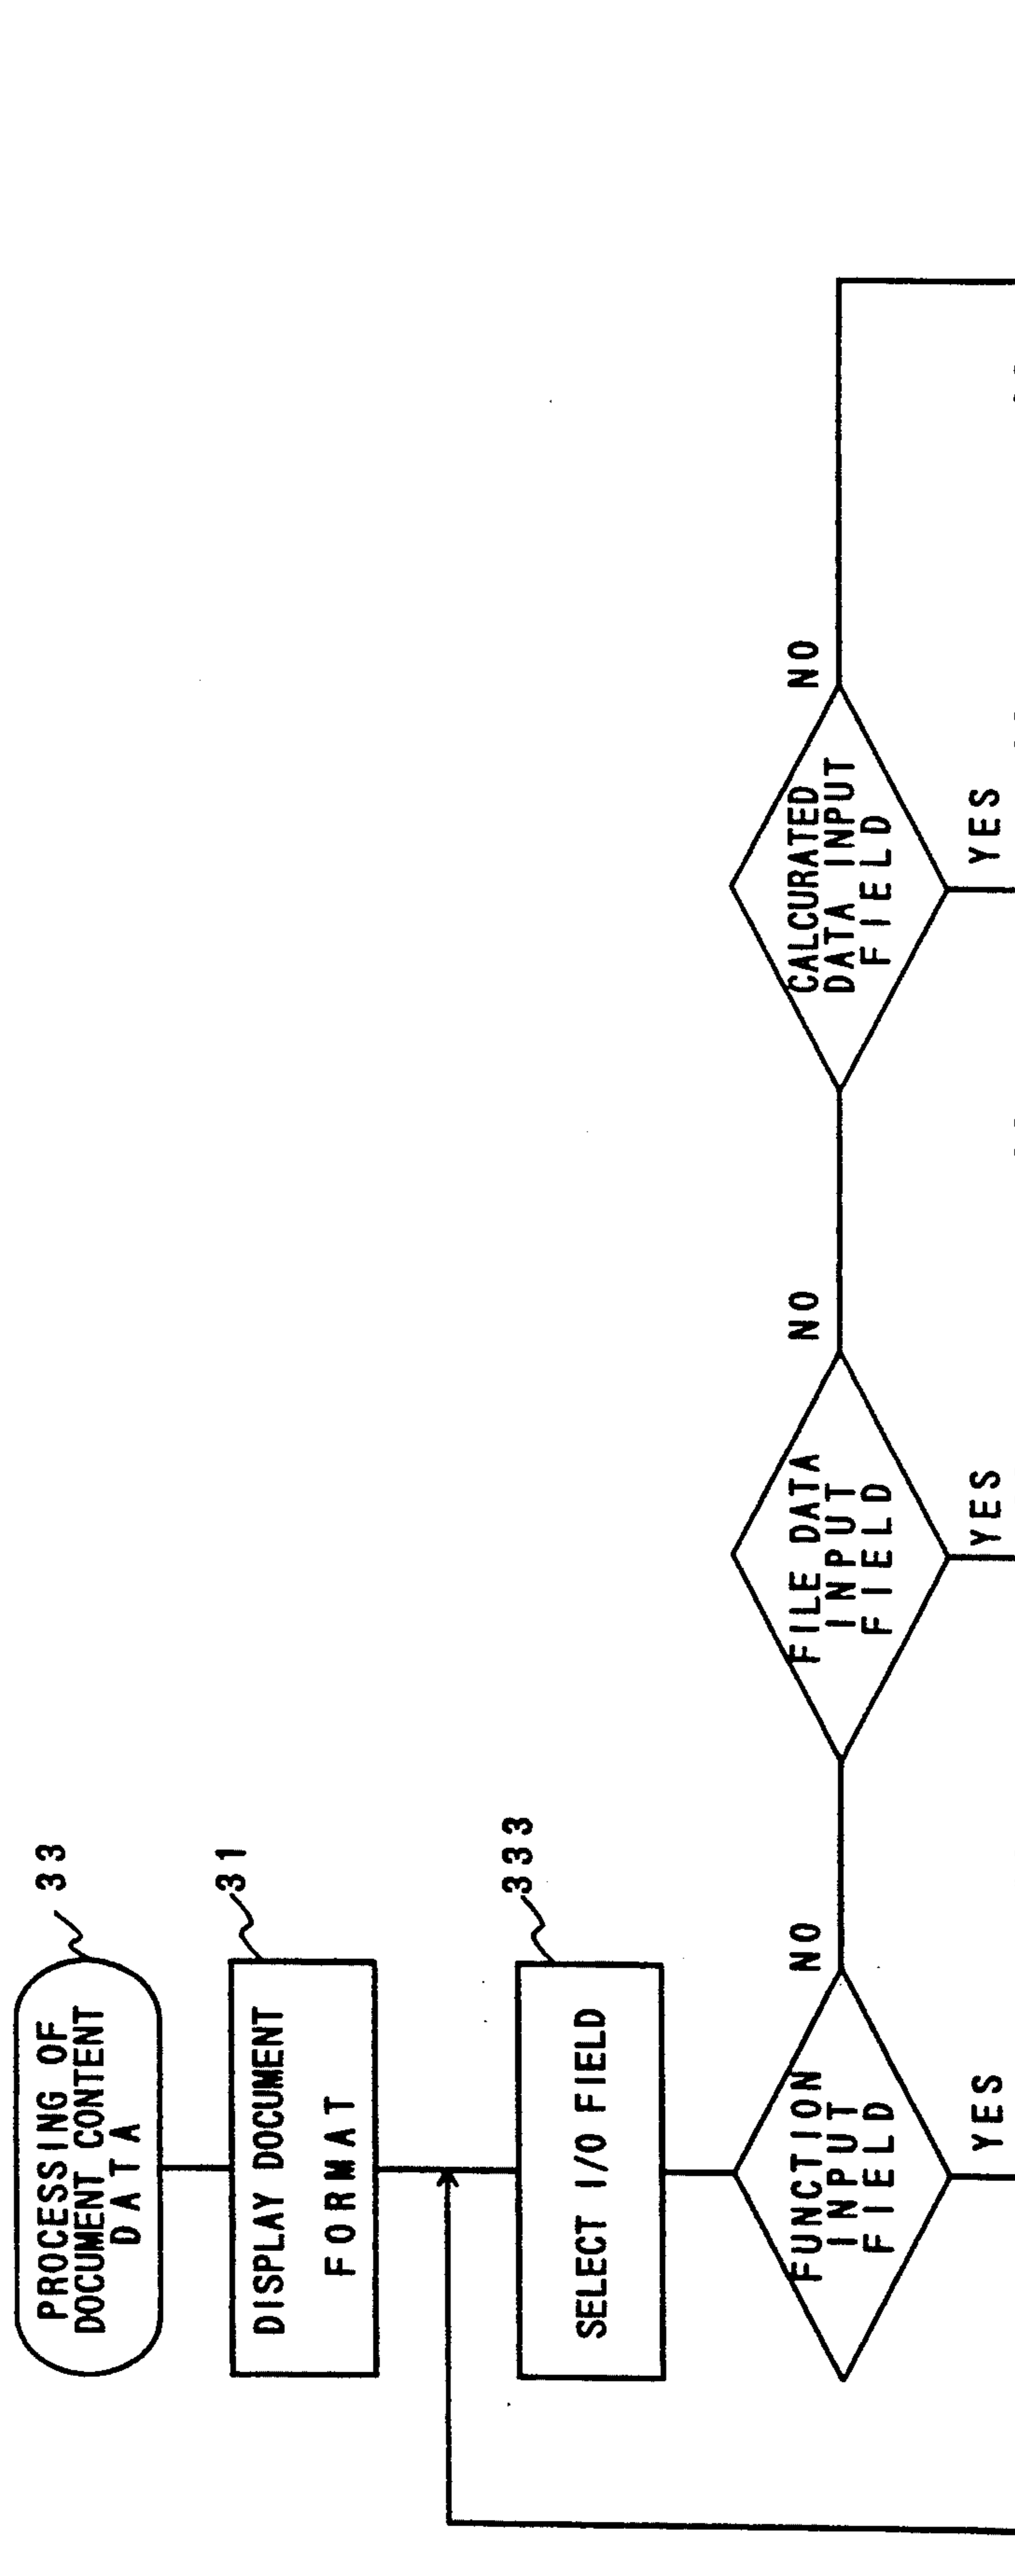 PROCESSING OF
DOCUMENT CONTENT
DATA
33
DISPLAY DOCUMENT
FORMAT
31
SELECT I/O FIELD
333
FUNCTION
INPUT
FIELD
NO
YES
FILE DATA
INPUT
FIELD
NO
YES
CALCURATED
DATA INPUT
FIELD
NO
YES